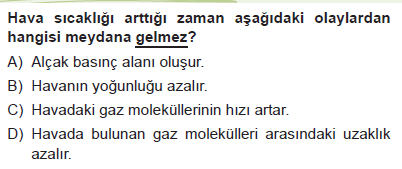 Hava sıcaklığı arttığı zaman aşağıdaki olaylardan
hangisi meydana gelmez?
A) Alçak basınç alanı oluşur.
B) Havanın yoğunluğu azalır.
C) Havadaki gaz moleküllerinin hızı artar.
D) Havada bulunan gaz molekülleri arasındaki uzaklık
azalır.